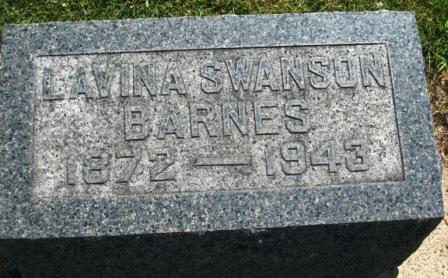 LAVINA SWANSON
BARNES
1872 — 1943